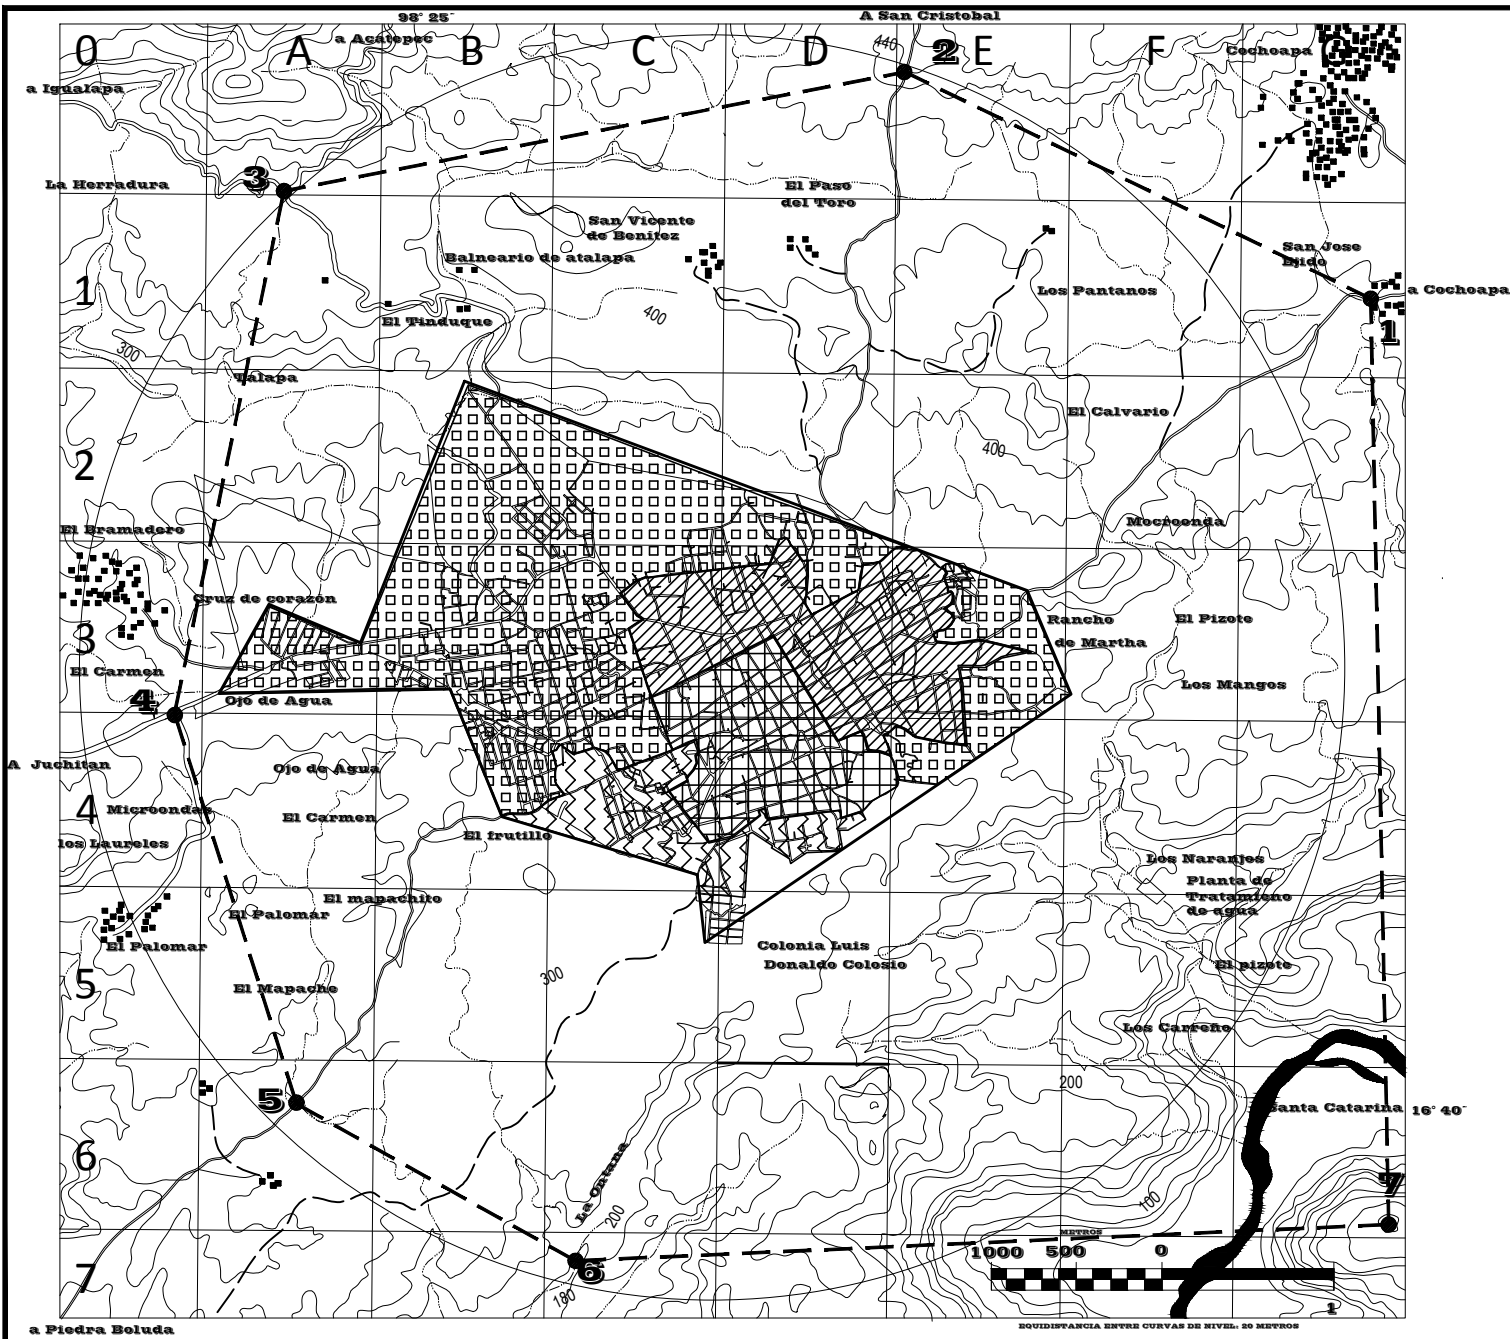 98° 25´
A San Cristobal
0
A
B
C
D
2
E
F
G
a Acatepec
440
Cochoapa
a Igualapa
3
La Herradura
El Paso
del Toro
San Vicente
de Benitez
San Jose
Ejido
Balneario de atalapa
1
Los Pantanos
a Cochoapa
400
El Tinduque
1
300
Talapa
El Calvario
2
400
El Bramadero
Mocroenda
Cruz de corazón
3
Rancho
de Martha
El Pizote
El Carmen
Los Mangos
4
Ojo de Agua
A Juchitan
Ojo de Agua
4
Microondas
El Carmen
los Laureles
El frutillo
Los Naranjos
Planta de
Tratamieno
de agua
El mapachito
El Palomar
El Palomar
Colonia Luis
Donaldo Colosio
El pizote
5
300
El Mapache
Los Carreño
200
5
Santa Catarina
16° 40´
6
La Ontana
200
100
7
METROS
1000 500 0
6
7
180
1
a Piedra Boluda
EQUIDISTANCIA ENTRE CURVAS DE NIVEL: 20 METROS